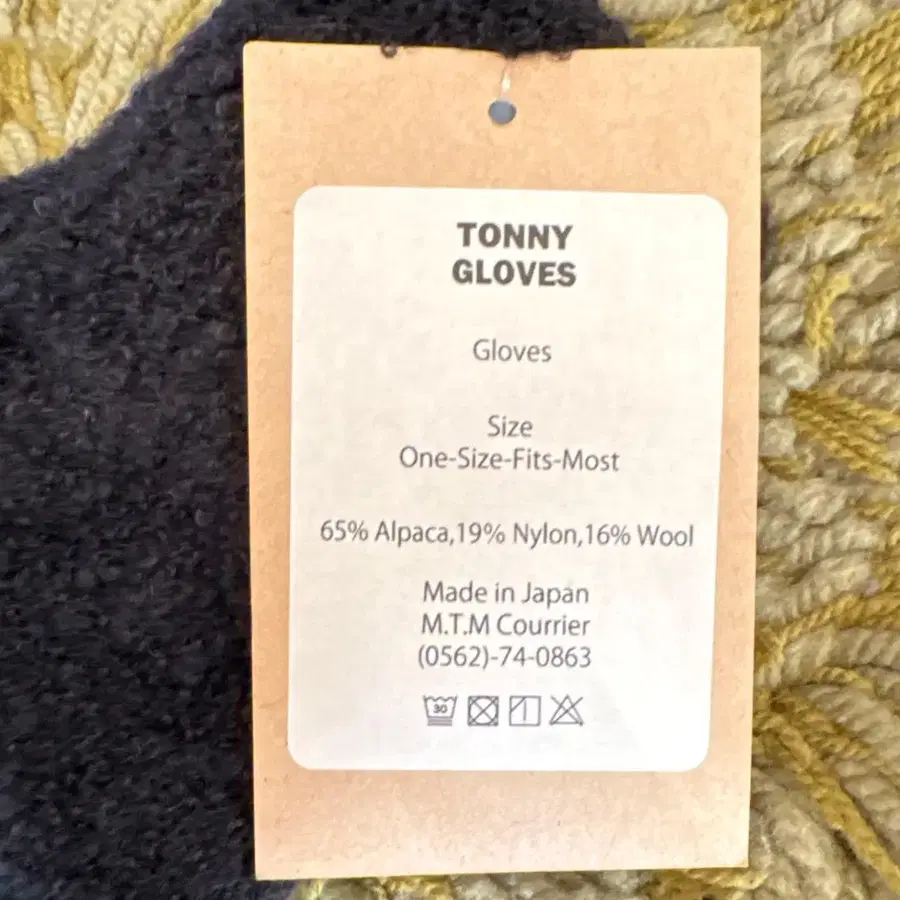 TONNY
GLOVES
Gloves
Size
One-Size-Fits-Most
65% Alpaca,19% Nylon,16% Wool
Made in Japan
M.T.M Courrier
(0562)-74-0863
30